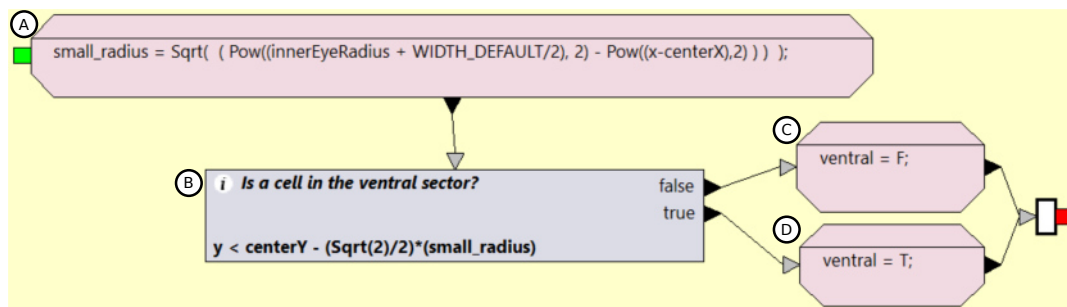 A
small_radius = Sqrt(  ( Pow((innerEyeRadius + WIDTH_DEFAULT/2), 2) - Pow((x-centerX),2) ) )  );
B
i Is a cell in the ventral sector?
false
true
y < centerY - (Sqrt(2)/2)*(small_radius)
C
ventral = F;
D
ventral = T;